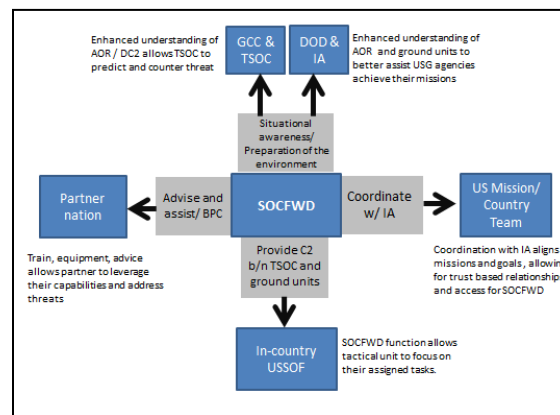 Enhanced understanding of
AOR / DC2 allows TSOC to
predict and counter threat
GCC &
TSOC
DOD &
IA
Enhanced understanding of
AOR  and ground units to
better assist USG agencies
achieve their missions
Situational
awareness/
Preparation of the
environment
Partner
nation
Advise and
assist/ BPC
SOCFWD
Coordinate
w/ IA
US Mission/
Country
Team
Train, equipment, advice
allows partner to leverage
their capabilities and address
threats
Provide C2
b/n TSOC and
ground units
Coordination with IA aligns
missions and goals , allowin
for trust based relationship
and access for SOCFWD
In-country
USSOF
SOCFWD function allows
tactical unit to focus on
their assigned tasks.